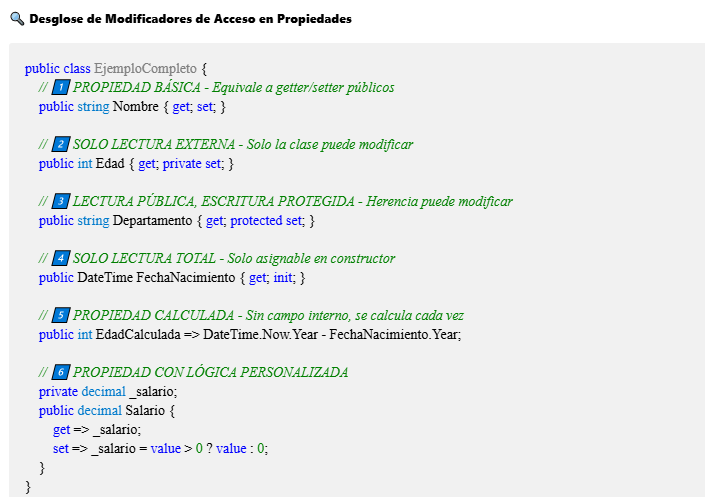 🔍 Desglose de Modificadores de Acceso en Propiedades
public class EjemploCompleto {
// 1️⃣ PROPIEDAD BÁSICA - Equivale a getter/setter públicos
public string Nombre { get; set; }
// 2️⃣ SOLO LECTURA EXTERNA - Solo la clase puede modificar
public int Edad { get; private set; }
// 3️⃣ LECTURA PÚBLICA, ESCRITURA PROTEGIDA - Herencia puede modificar
public string Departamento { get; protected set; }
// 4️⃣ SOLO LECTURA TOTAL - Solo asignable en constructor
public DateTime FechaNacimiento { get; init; }
// 5️⃣ PROPIEDAD CALCULADA - Sin campo interno, se calcula cada vez
public int EdadCalculada => DateTime.Now.Year - FechaNacimiento.Year;
// 6️⃣ PROPIEDAD CON LÓGICA PERSONALIZADA
private decimal _salario;
public decimal Salario {
get => _salario;
set => _salario = value > 0 ? value : 0;
}
}